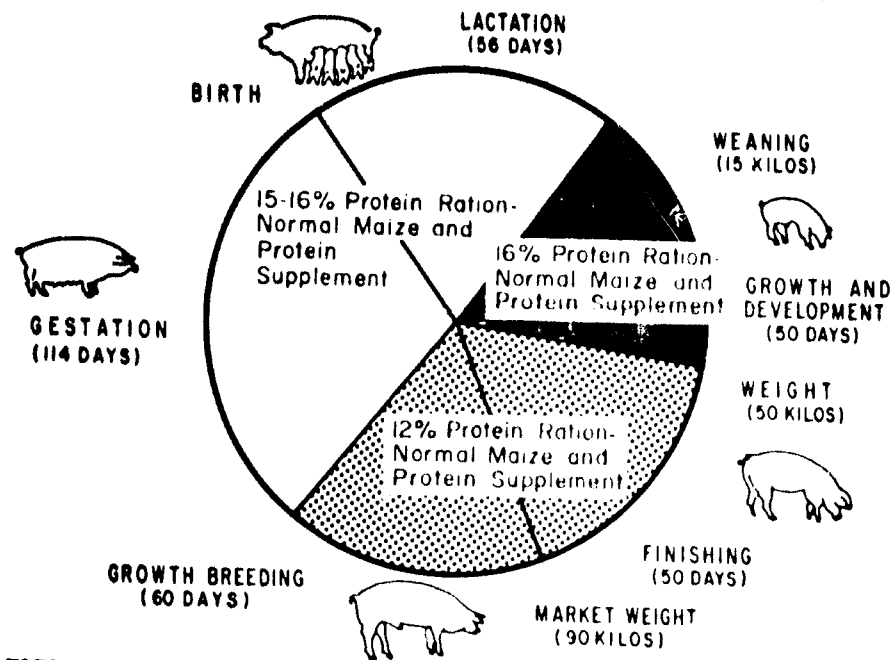 LACTATION
(56 DAYS)
BIRTH
WEANING
(15 KILOS)
15-16% Protein Ration-
Normal Maize and
Protein
Supplement
16% Protein Ration-
Normal Maize and
Protein Supplement
GROWTH AND
DEVELOPMENT
(50 DAYS)
GESTATION
(114 DAYS)
WEIGHT
(50 KILOS)
12% Protein Ration-
Normal Maize and
Protein Supplement
FINISHING
(50 DAYS)
GROWTH BREEDING
(60 DAYS)
MARKET WEIGHT
(90 KILOS)